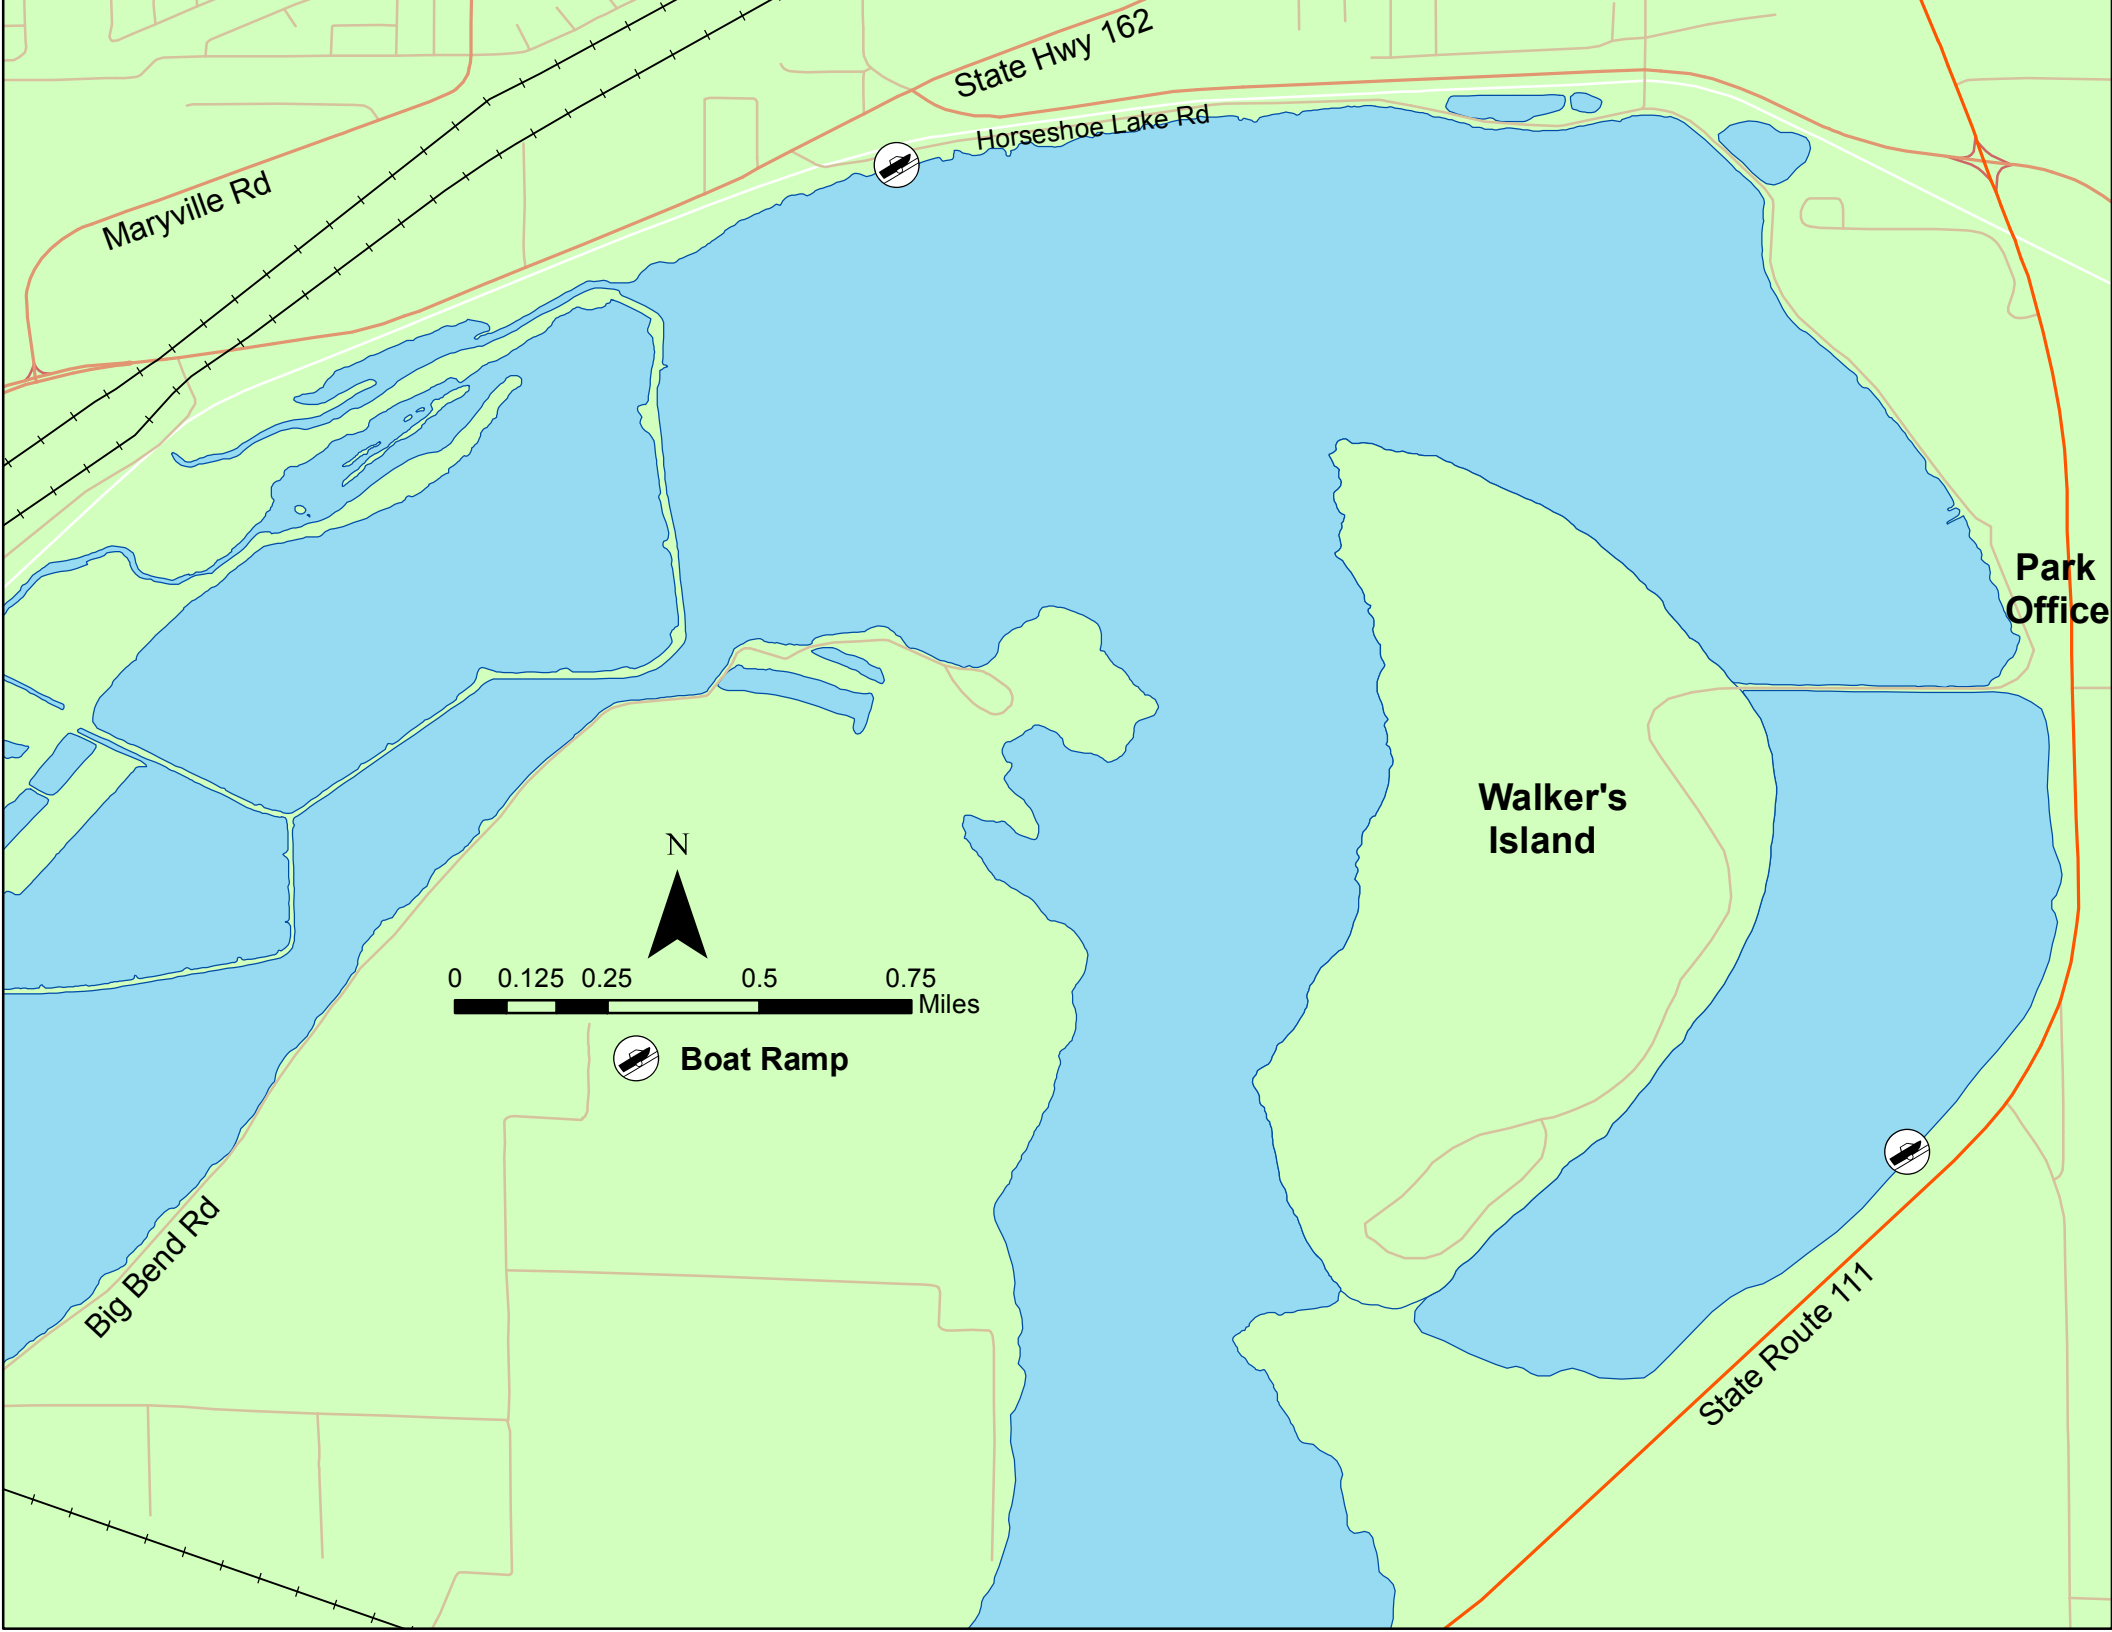 State Hwy 162
Horseshoe Lake Rd
Maryville Rd
Park
Office
Walker's
Island
N
0 0.125 0.25 0.5 0.75
Miles
Boat Ramp
Big Bend Rd
State Route 111